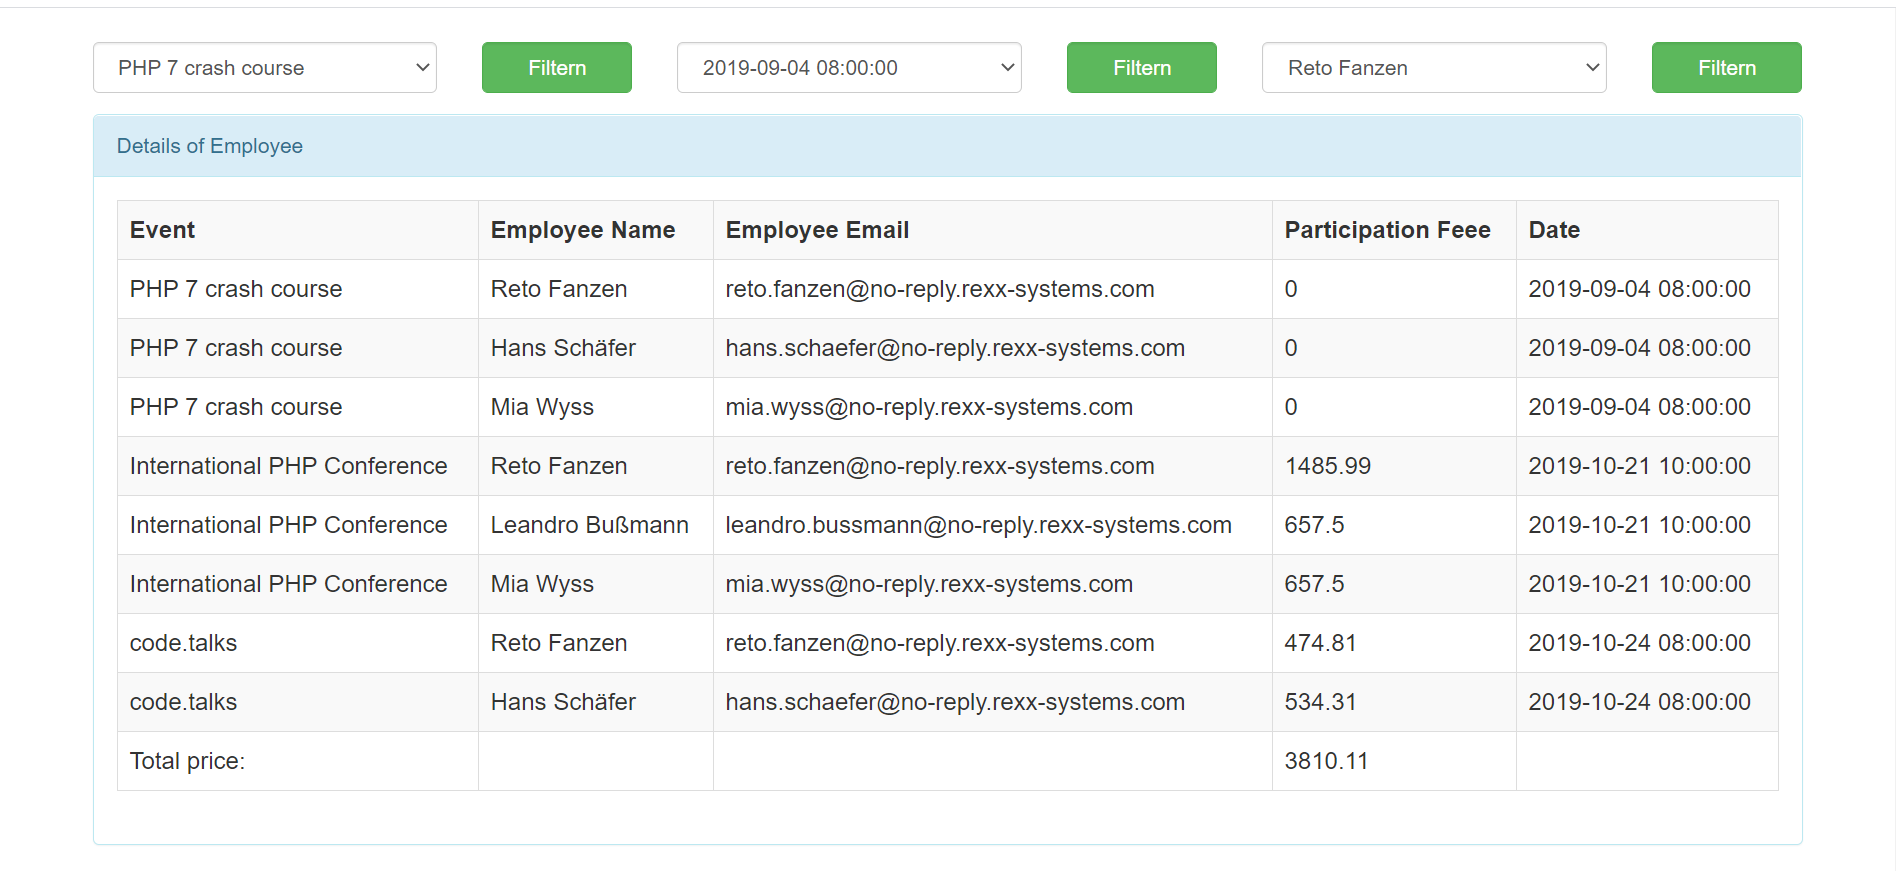 PHP 7 crash course Filtern 2019-09-04 08:00:00 Filtern Reto Fanzen Filtern
Details of Employee
Event Employee Name Employee Email Participation Feee Date
PHP 7 crash course Reto Fanzen reto.fanzen@no-reply.rexx-systems.com 0 2019-09-04 08:00:00
PHP 7 crash course Hans Schäfer hans.schaefer@no-reply.rexx-systems.com 0 2019-09-04 08:00:00
PHP 7 crash course Mia Wyss mia.wyss@no-reply.rexx-systems.com 0 2019-09-04 08:00:00
International PHP Conference Reto Fanzen reto.fanzen@no-reply.rexx-systems.com 1485.99 2019-10-21 10:00:00
International PHP Conference Leandro Bußmann leandro.bussmann@no-reply.rexx-systems.com 657.5 2019-10-21 10:00:00
International PHP Conference Mia Wyss mia.wyss@no-reply.rexx-systems.com 657.5 2019-10-21 10:00:00
code.talks Reto Fanzen reto.fanzen@no-reply.rexx-systems.com 474.81 2019-10-24 08:00:00
code.talks Hans Schäfer hans.schaefer@no-reply.rexx-systems.com 534.31 2019-10-24 08:00:00
Total price: 3810.11